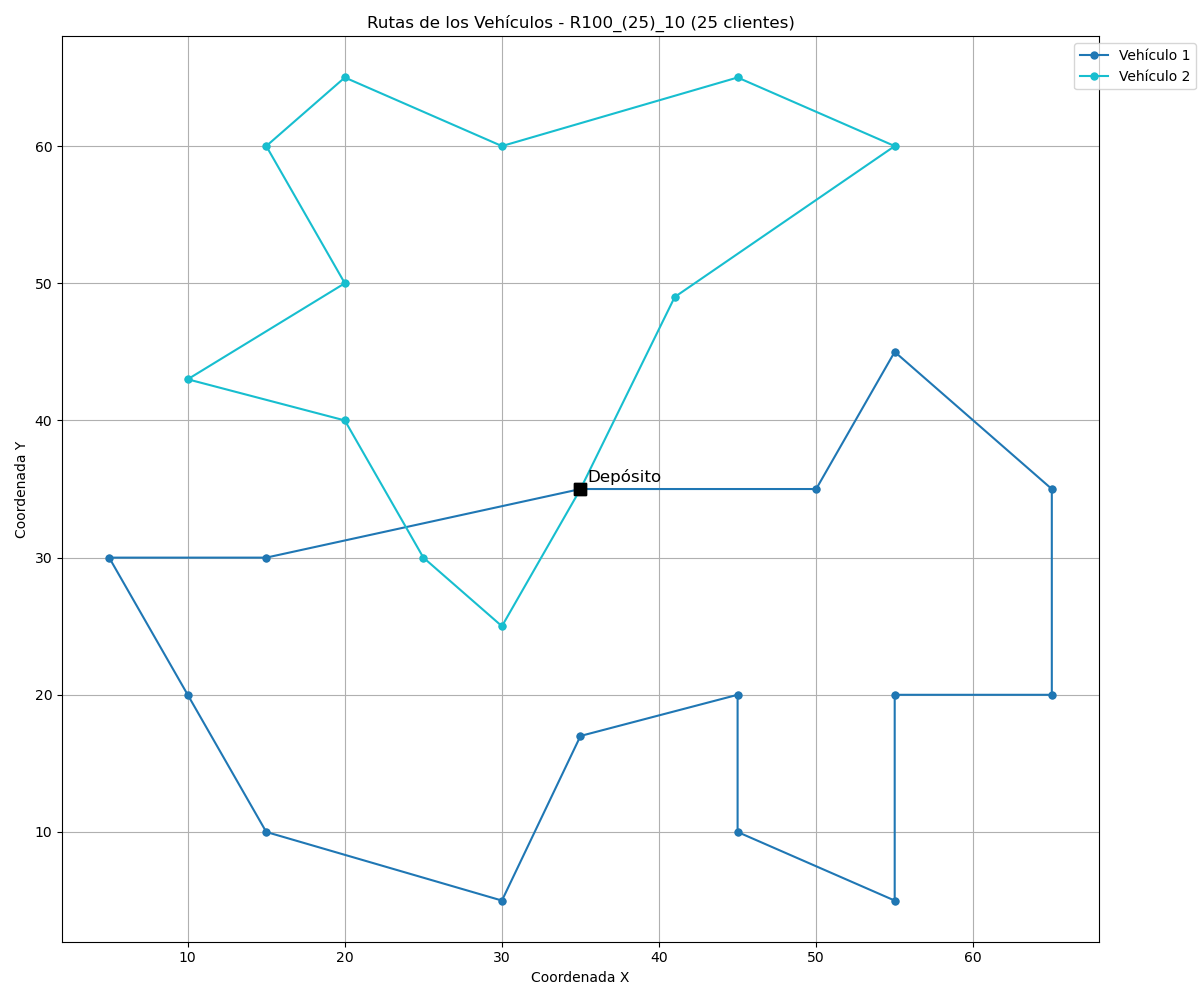 Rutas de los Vehículos - R100_(25)_10 (25 clientes)
Vehículo 1
Vehículo 2
60
50
40
30
20
10
Coordenada Y
Depósito
10 20 30 40 50 60
Coordenada X